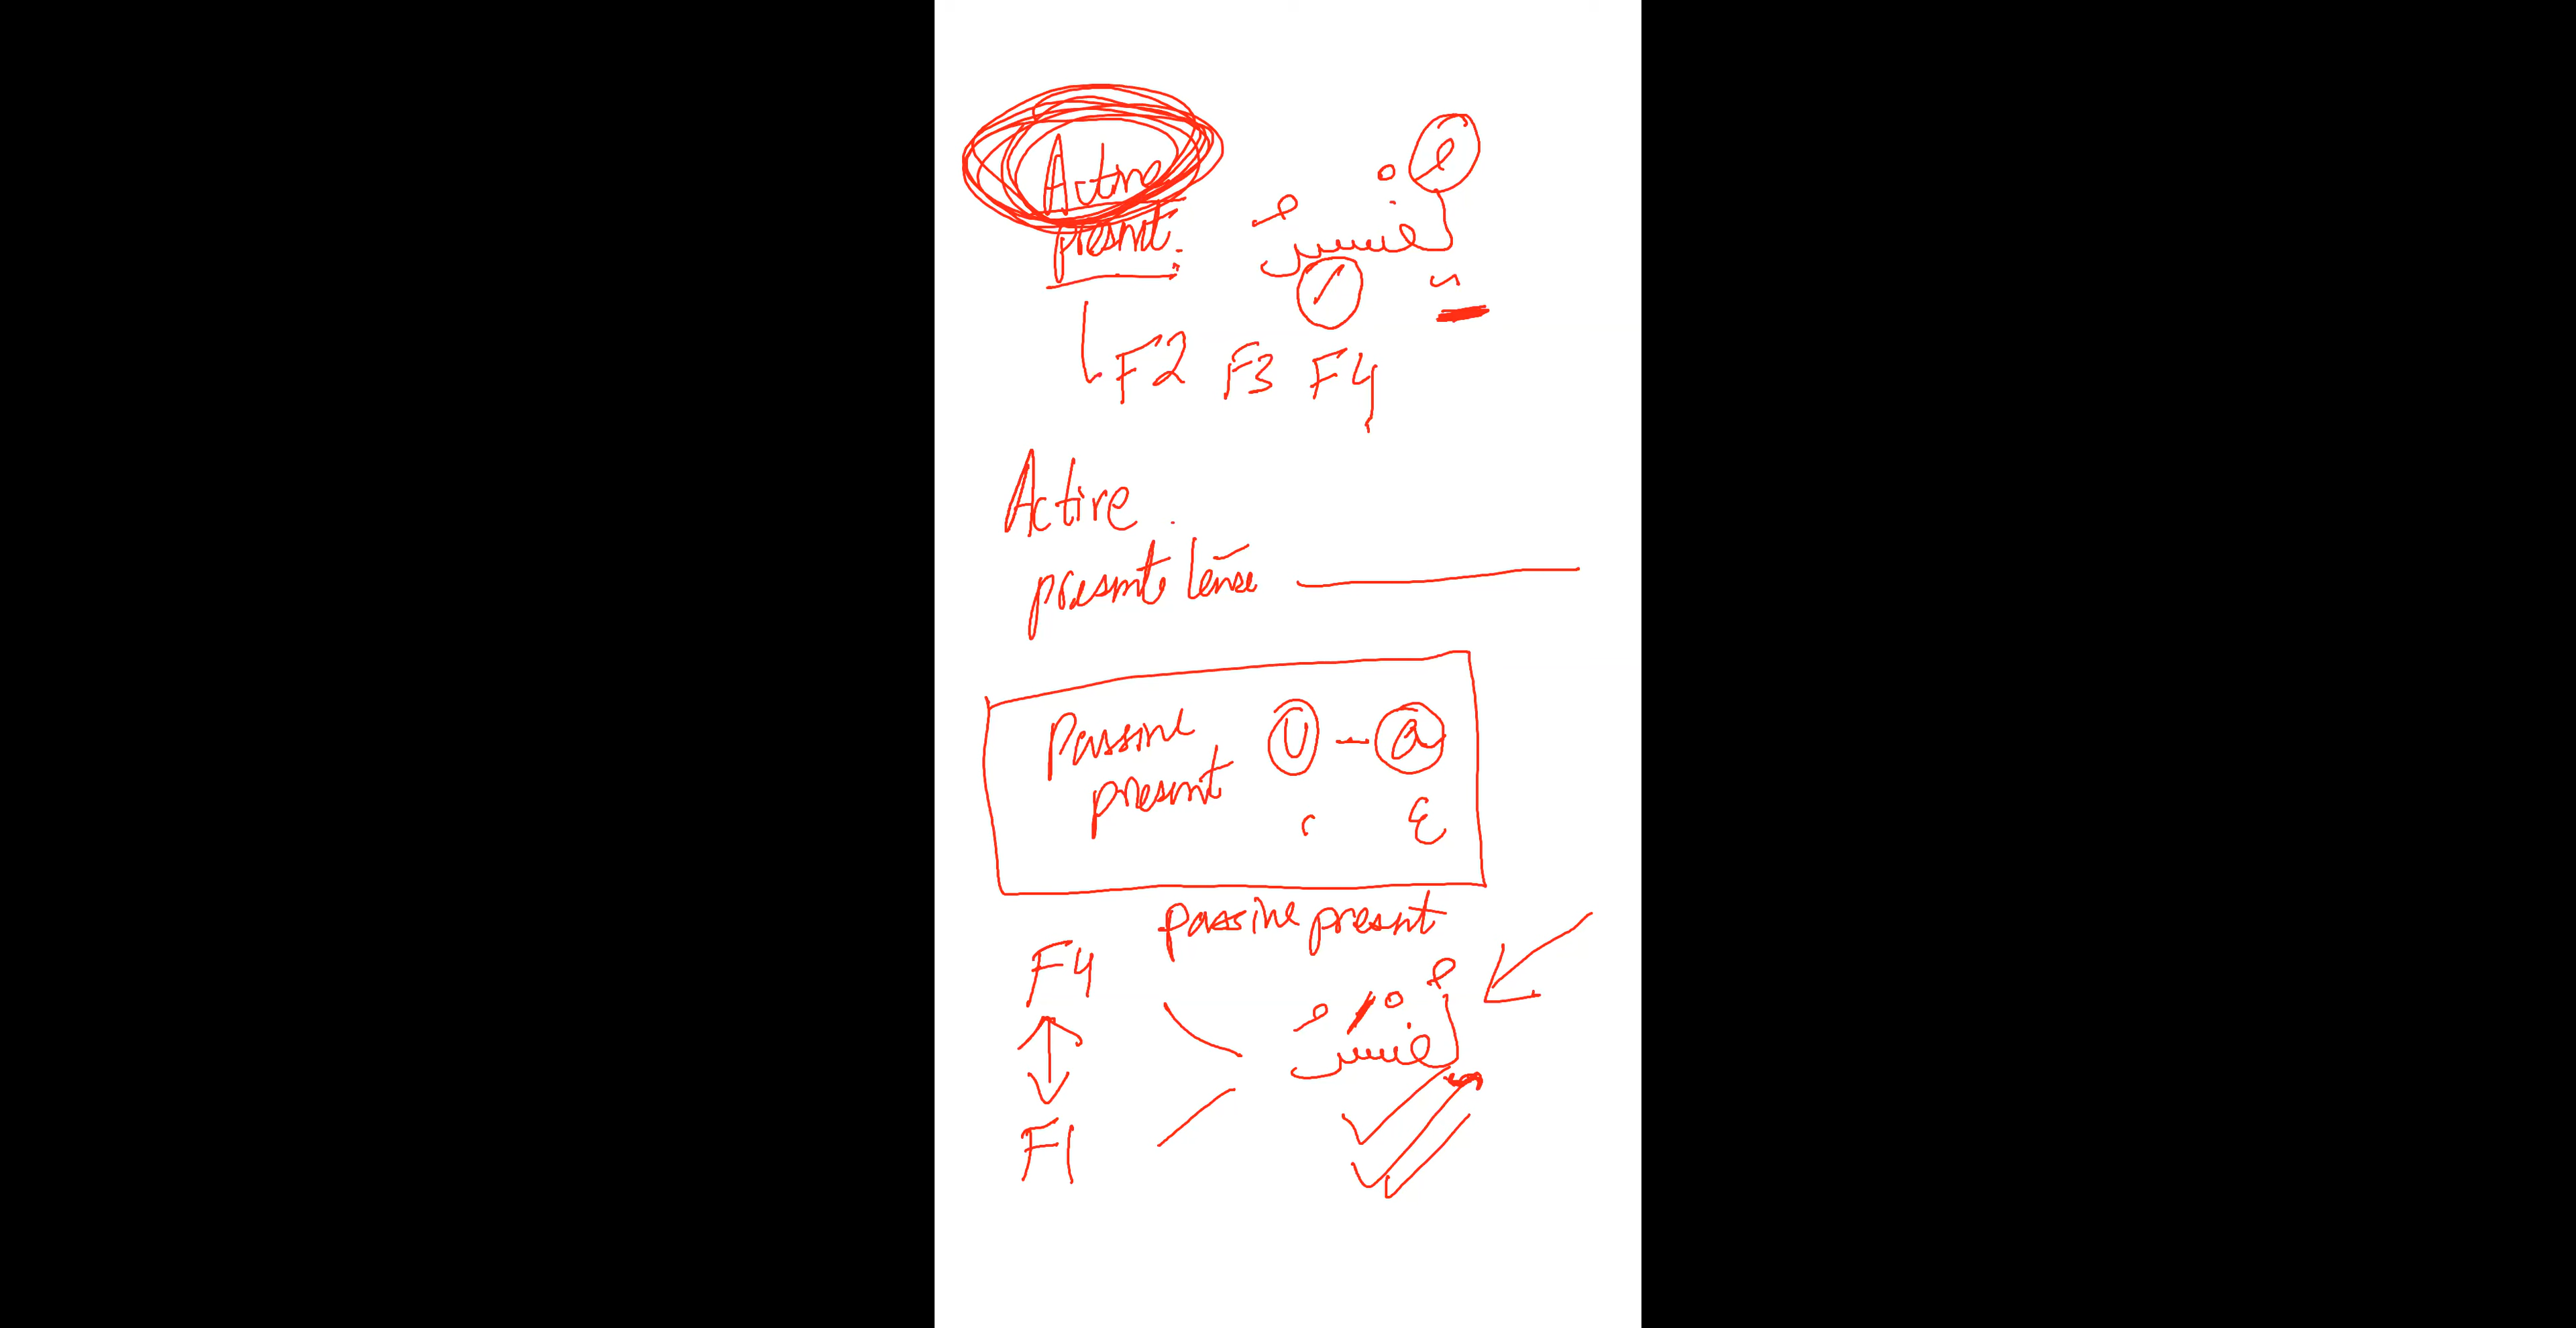 Active
present.
F2 F3 F4
Active
present tense
Passive U - a
present ع
passive present
F4
F1